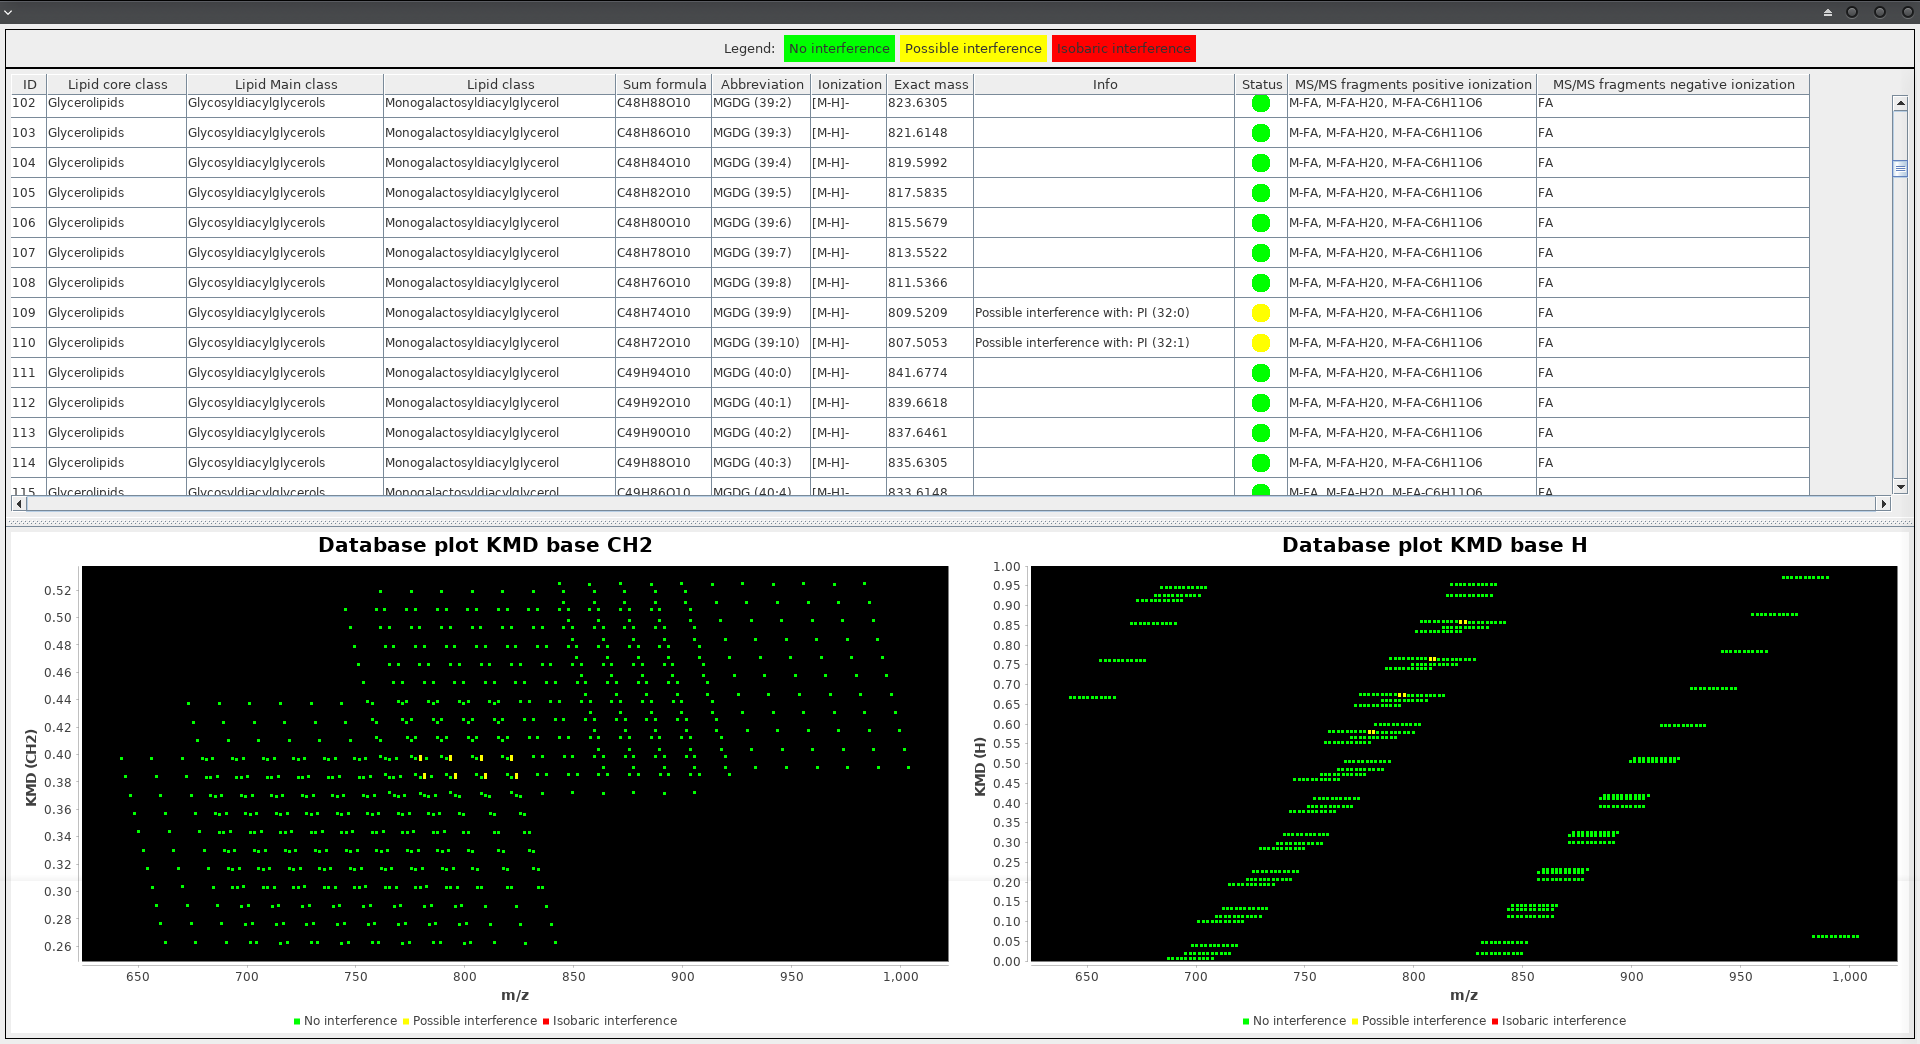 Legend: No interference Possible interference Isobaric interference
ID Lipid core class Lipid Main class Lipid class Sum formula Abbreviation Ionization Exact mass Info Status MS/MS fragments positive ionization MS/MS fragments negative ionization
102 Glycerolipids Glycosyldiacylglycerols Monogalactosyldiacylglycerol C48H88O10 MGDG (39:2) [M-H]- 823.6305 M-FA, M-FA-H20, M-FA-C6H11O6 FA
103 Glycerolipids Glycosyldiacylglycerols Monogalactosyldiacylglycerol C48H86O10 MGDG (39:3) [M-H]- 821.6148 M-FA, M-FA-H20, M-FA-C6H11O6 FA
104 Glycerolipids Glycosyldiacylglycerols Monogalactosyldiacylglycerol C48H84O10 MGDG (39:4) [M-H]- 819.5992 M-FA, M-FA-H20, M-FA-C6H11O6 FA
105 Glycerolipids Glycosyldiacylglycerols Monogalactosyldiacylglycerol C48H82O10 MGDG (39:5) [M-H]- 817.5835 M-FA, M-FA-H20, M-FA-C6H11O6 FA
106 Glycerolipids Glycosyldiacylglycerols Monogalactosyldiacylglycerol C48H80O10 MGDG (39:6) [M-H]- 815.5679 M-FA, M-FA-H20, M-FA-C6H11O6 FA
107 Glycerolipids Glycosyldiacylglycerols Monogalactosyldiacylglycerol C48H78O10 MGDG (39:7) [M-H]- 813.5522 M-FA, M-FA-H20, M-FA-C6H11O6 FA
108 Glycerolipids Glycosyldiacylglycerols Monogalactosyldiacylglycerol C48H76O10 MGDG (39:8) [M-H]- 811.5366 M-FA, M-FA-H20, M-FA-C6H11O6 FA
109 Glycerolipids Glycosyldiacylglycerols Monogalactosyldiacylglycerol C48H74O10 MGDG (39:9) [M-H]- 809.5209 Possible interference with: PI (32:0) M-FA, M-FA-H20, M-FA-C6H11O6 FA
110 Glycerolipids Glycosyldiacylglycerols Monogalactosyldiacylglycerol C48H72O10 MGDG (39:10) [M-H]- 807.5053 Possible interference with: PI (32:1) M-FA, M-FA-H20, M-FA-C6H11O6 FA
111 Glycerolipids Glycosyldiacylglycerols Monogalactosyldiacylglycerol C49H94O10 MGDG (40:0) [M-H]- 841.6774 M-FA, M-FA-H20, M-FA-C6H11O6 FA
112 Glycerolipids Glycosyldiacylglycerols Monogalactosyldiacylglycerol C49H92O10 MGDG (40:1) [M-H]- 839.6618 M-FA, M-FA-H20, M-FA-C6H11O6 FA
113 Glycerolipids Glycosyldiacylglycerols Monogalactosyldiacylglycerol C49H90O10 MGDG (40:2) [M-H]- 837.6461 M-FA, M-FA-H20, M-FA-C6H11O6 FA
114 Glycerolipids Glycosyldiacylglycerols Monogalactosyldiacylglycerol C49H88O10 MGDG (40:3) [M-H]- 835.6305 M-FA, M-FA-H20, M-FA-C6H11O6 FA
115 Glycerolipids Glycosyldiacylglycerols Monogalactosyldiacylglycerol C49H86O10 MGDG (40:4) [M-H]- 833.6148 M-FA, M-FA-H20, M-FA-C6H11O6 FA
Database plot KMD base CH2
KMD (CH2)
0.52
0.50
0.48
0.46
0.44
0.42
0.40
0.38
0.36
0.34
0.32
0.30
0.28
0.26
650 700 750 800 850 900 950 1,000
m/z
No interference Possible interference Isobaric interference
Database plot KMD base H
KMD (H)
1.00
0.95
0.90
0.85
0.80
0.75
0.70
0.65
0.60
0.55
0.50
0.45
0.40
0.35
0.30
0.25
0.20
0.15
0.10
0.05
0.00
650 700 750 800 850 900 950 1,000
m/z
No interference Possible interference Isobaric interference